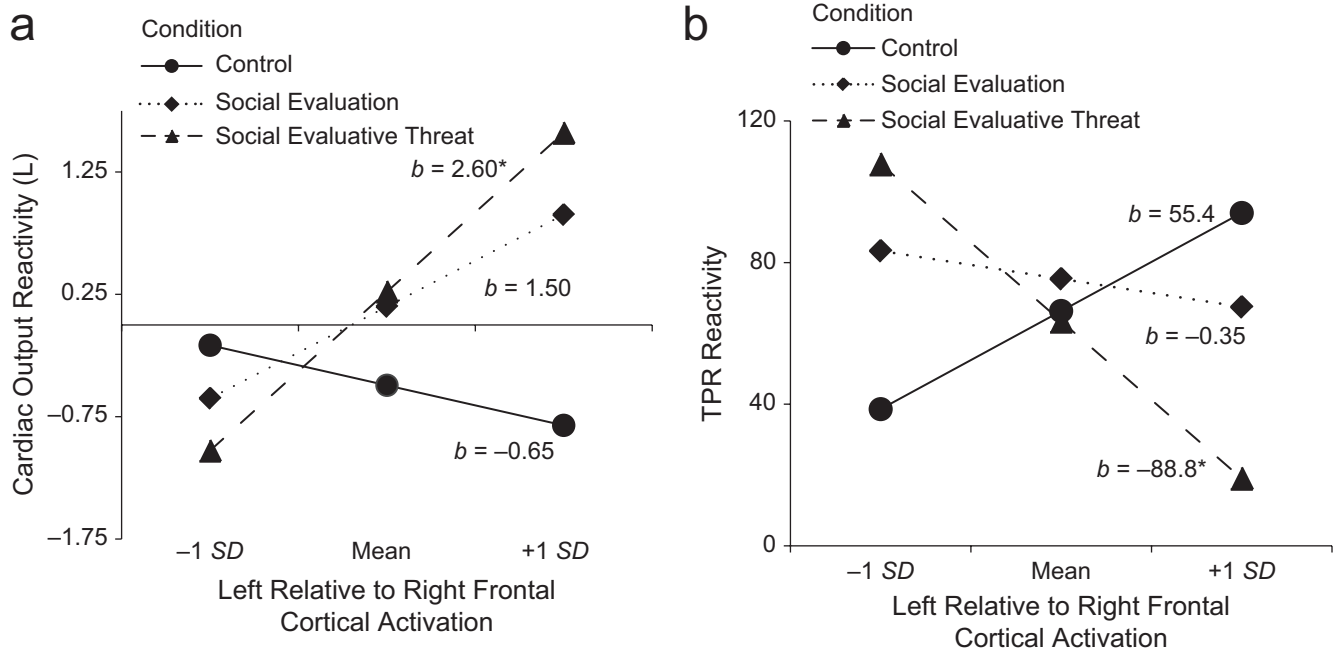 a
Condition
Control
Social Evaluation
Social Evaluative Threat
Cardiac Output Reactivity (L)
1.25
0.25
–0.75
–1.75
b = 2.60*
b = 1.50
b = –0.65
–1 SD
Mean
+1 SD
Left Relative to Right Frontal
Cortical Activation
b
Condition
Control
Social Evaluation
Social Evaluative Threat
TPR Reactivity
120
80
40
0
b = 55.4
b = –0.35
b = –88.8*
–1 SD
Mean
+1 SD
Left Relative to Right Frontal
Cortical Activation